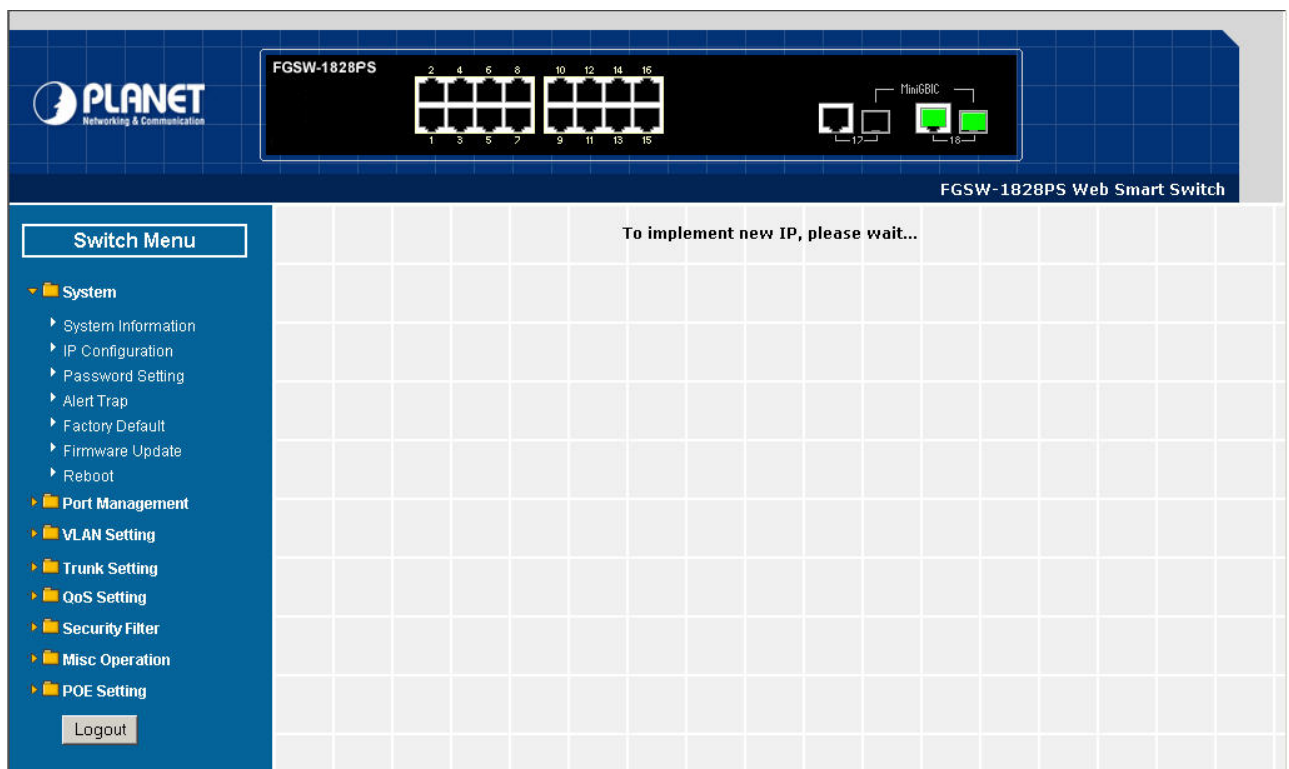 PLANET
Networking & Communication
FGSW-1828PS
2 4 6 8 10 12 14 16
MiniGBIC
1 3 5 7 9 11 13 15
17 18
FGSW-1828PS Web Smart Switch
Switch Menu
To implement new IP, please wait...
System
System Information
IP Configuration
Password Setting
Alert Trap
Factory Default
Firmware Update
Reboot
Port Management
VLAN Setting
Trunk Setting
QoS Setting
Security Filter
Misc Operation
POE Setting
Logout